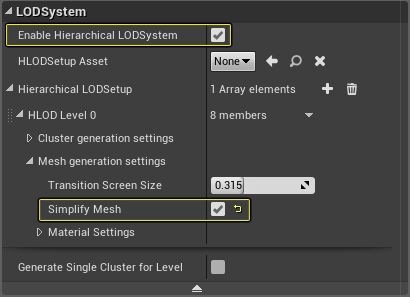 LODSystem
Enable Hierarchical LODSystem
HLODSetup Asset None
Hierarchical LODSetup 1 Array elements
HLOD Level 0 8 members
Cluster generation settings
Mesh generation settings
Transition Screen Size 0.315
Simplify Mesh
Material Settings
Generate Single Cluster for Level